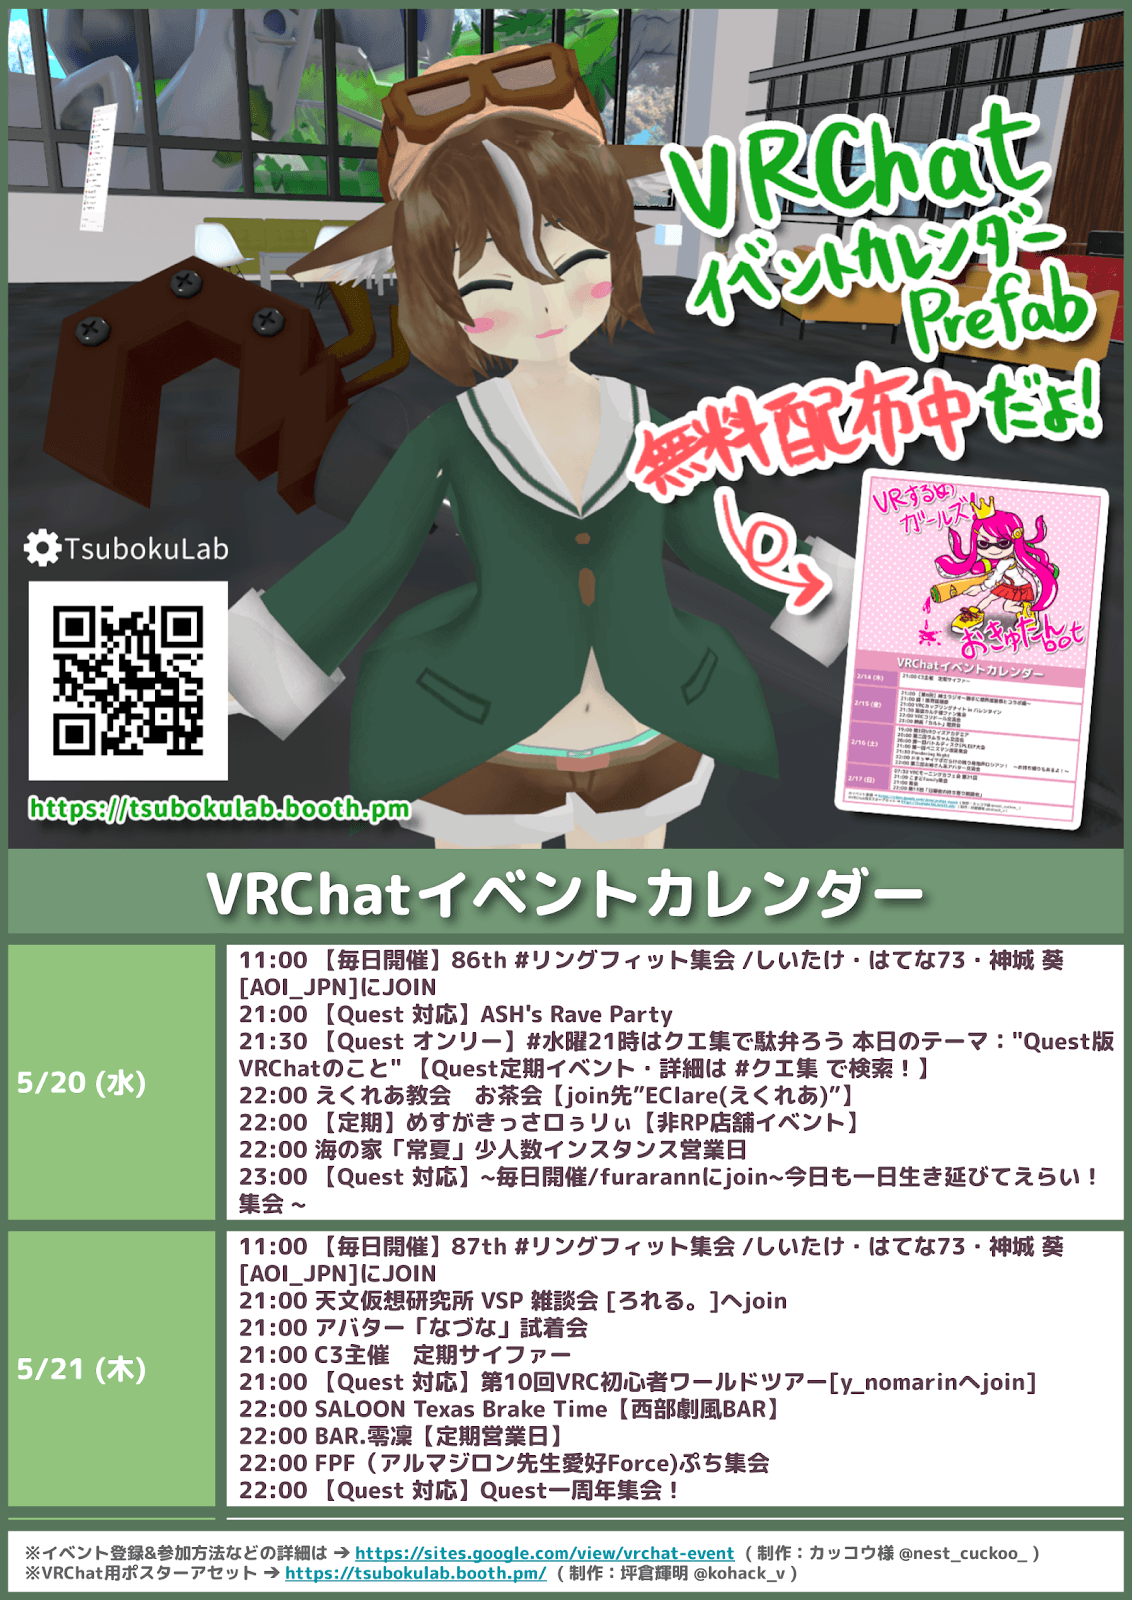 VRChat
イベントカレンダー
Prefab
無料配布中だよ!
VRするめ
ガールズ
おきゅたんbot
VRChatイベントカレンダー
2/14 (木)
21:00 C3主催 定期サイファー
2/15 (金)
2/16 (土)
2/17 (日)
TsubokuLab
https://tsubokulab.booth.pm
VRChatイベントカレンダー
5/20 (水)
11:00 【毎日開催】86th #リングフィット集会 /しいたけ・はてな73・神城 葵
[AOI_JPN]にJOIN
21:00 【Quest 対応】ASH's Rave Party
21:30 【Quest オンリー】#水曜21時はクエ集で駄弁ろう 本日のテーマ："Quest版
VRChatのこと" 【Quest定期イベント・詳細は #クエ集 で検索！】
22:00 えくれあ教会　お茶会【join先”EClare(えくれあ)”】
22:00 【定期】めすがきっさロぅリぃ【非RP店舗イベント】
22:00 海の家「常夏」少人数インスタンス営業日
23:00 【Quest 対応】~毎日開催/furarannにjoin~今日も一日生き延びてえらい！
集会 ~
5/21 (木)
11:00 【毎日開催】87th #リングフィット集会 /しいたけ・はてな73・神城 葵
[AOI_JPN]にJOIN
21:00 天文仮想研究所 VSP 雑談会 [ろれる。]へjoin
21:00 アバター「なづな」試着会
21:00 C3主催　定期サイファー
21:00 【Quest 対応】第10回VRC初心者ワールドツアー[y_nomarinへjoin]
22:00 SALOON Texas Brake Time【西部劇風BAR】
22:00 BAR.零凜【定期営業日】
22:00 FPF（アルマジロン先生愛好Force)ぷち集会
22:00 【Quest 対応】Quest一周年集会！
※イベント登録&参加方法などの詳細は → https://sites.google.com/view/vrchat-event （制作：カッコウ様 @nest_cuckoo_ ）
※VRChat用ポスターアセット → https://tsubokulab.booth.pm/ （制作：坪倉輝明 @kohack_v ）